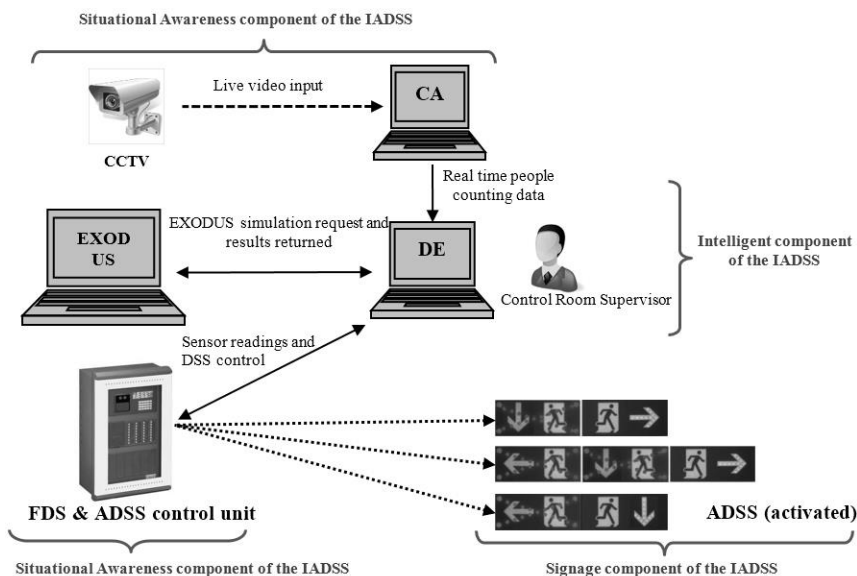 Situational Awareness component of the IADSS
Live video input
CA
CCTV
Real time people
counting data
EXODUS simulation request and
results returned
EXOD
US
DE
Control Room Supervisor
Intelligent component
of the IADSS
Sensor readings and
DSS control
FDS & ADSS control unit
ADSS (activated)
Situational Awareness component of the IADSS
Signage component of the IADSS